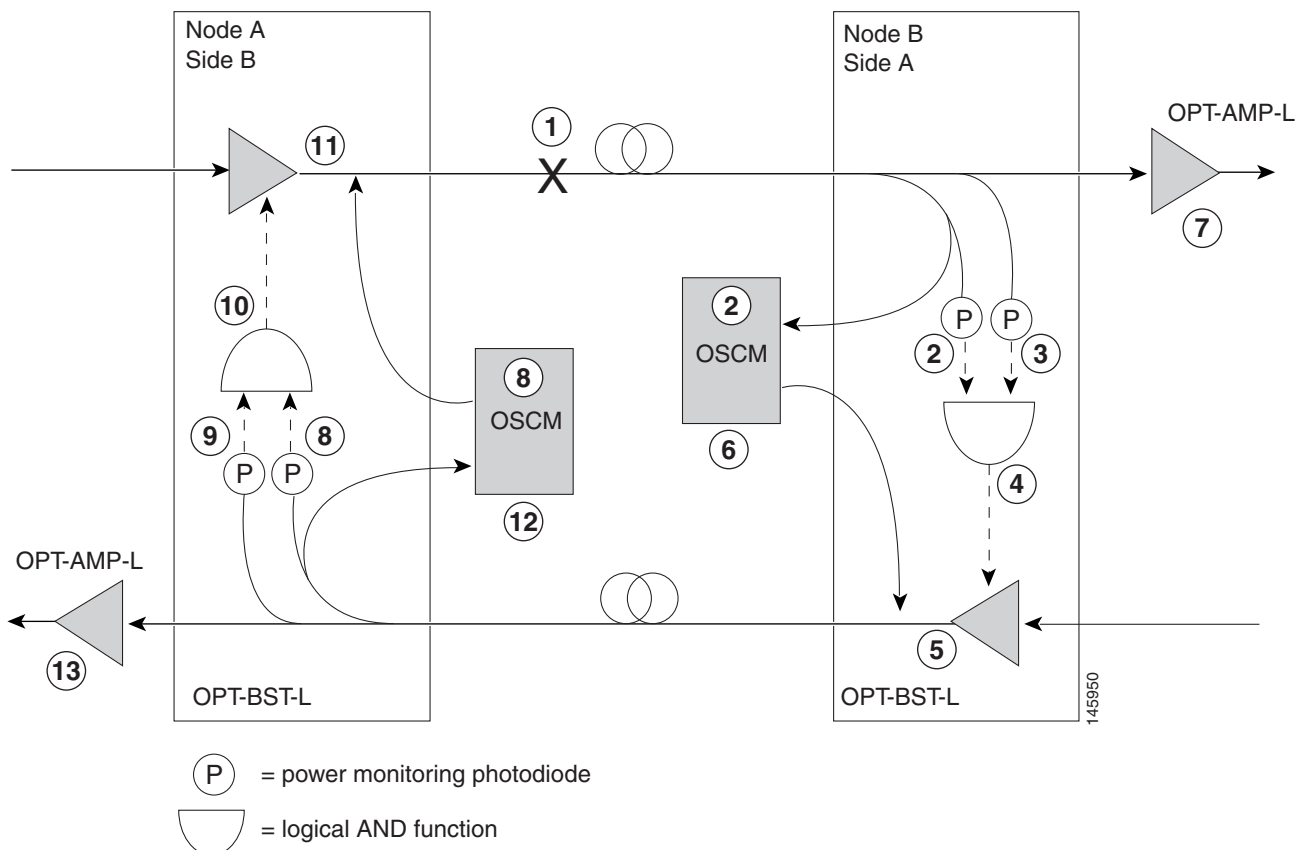 Node A
Side B
Node B
Side A
OPT-AMP-L
1
11
X
7
2
OSCM
P
P
2
3
10
8
OSCM
9
8
6
P
P
4
12
OPT-AMP-L
13
5
OPT-BST-L
OPT-BST-L
145950
P = power monitoring photodiode
= logical AND function